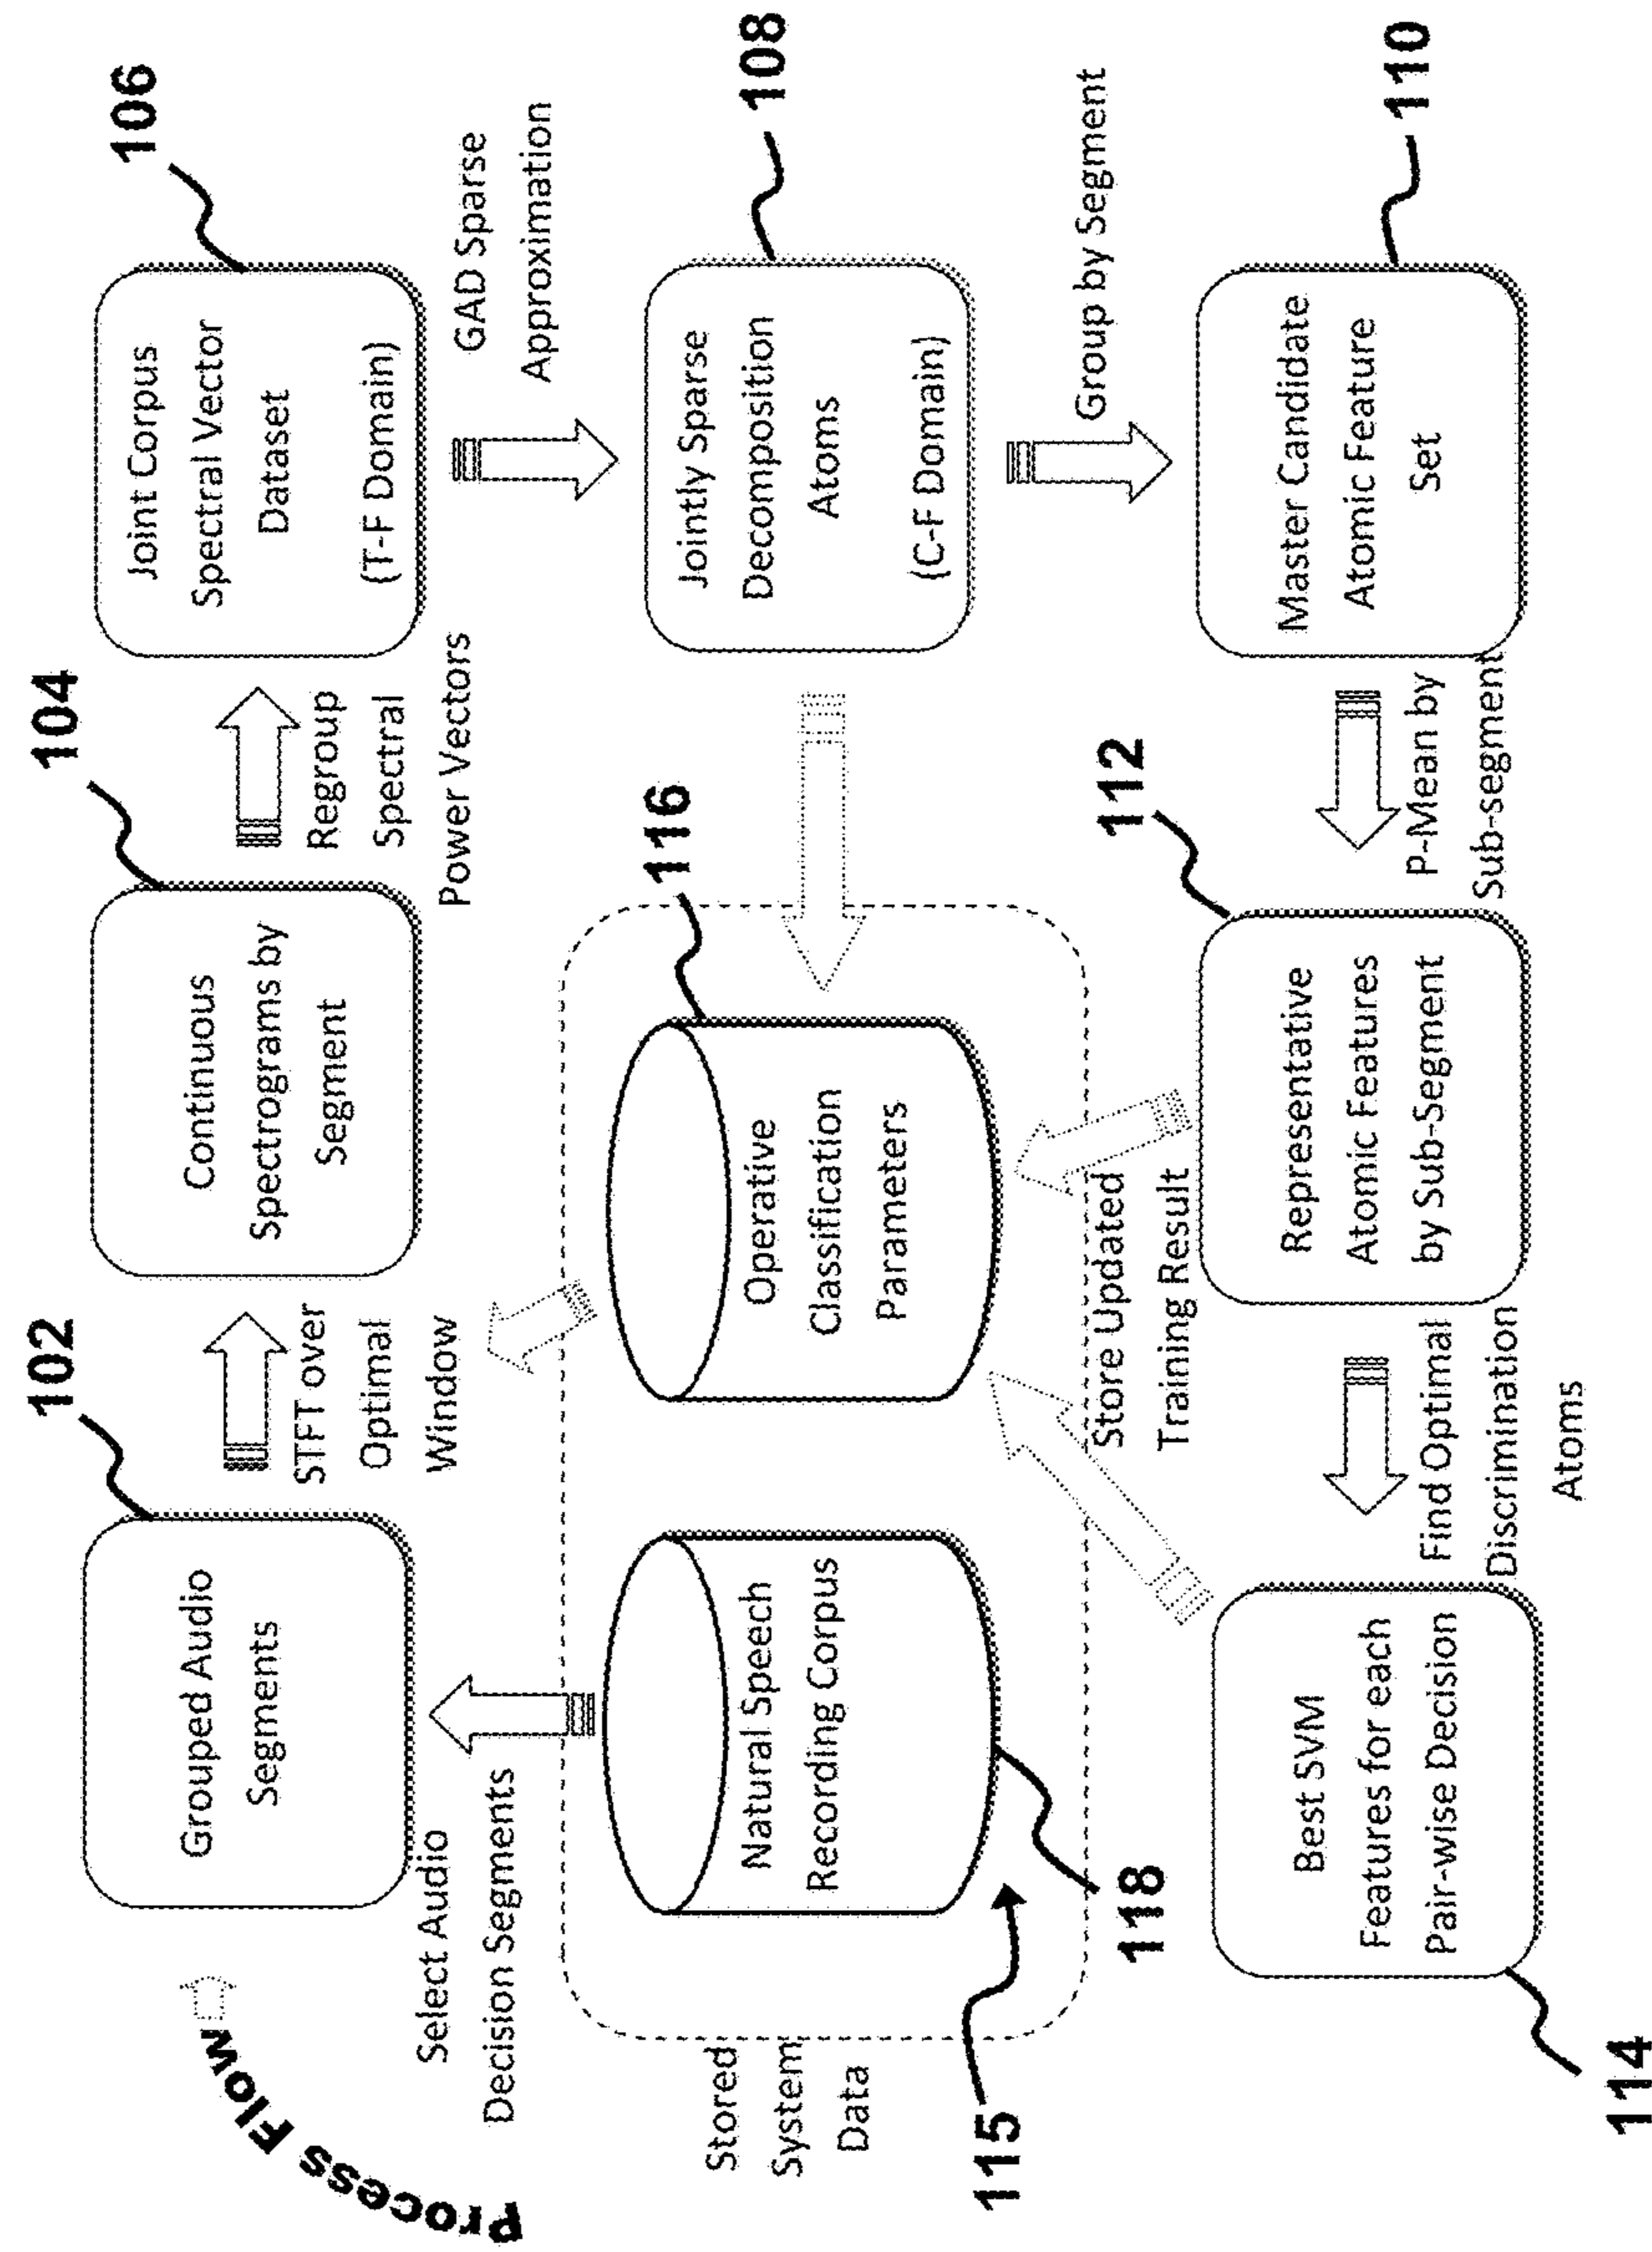 Process Flow
102
Grouped Audio
Segments
STFT over
Optimal
Window
104
Continuous
Spectrograms by
Segment
Regroup
Spectral
Power Vectors
106
Joint Corpus
Spectral Vector
Dataset
(T-F Domain)
GAD Sparse
Approximation
108
Jointly Sparse
Decomposition
Atoms
(C-F Domain)
Group by Segment
110
Master Candidate
Atomic Feature
Set
P-Mean by
Sub-segment
112
Representative
Atomic Features
by Sub-Segment
Find Optimal
Discrimination
Atoms
Best SVM
Features for each
Pair-wise Decision
114
Select Audio
Decision Segments
Stored
System
Data
115
Natural Speech
Recording Corpus
118
Operative
Classification
Parameters
116
Store Updated
Training Result